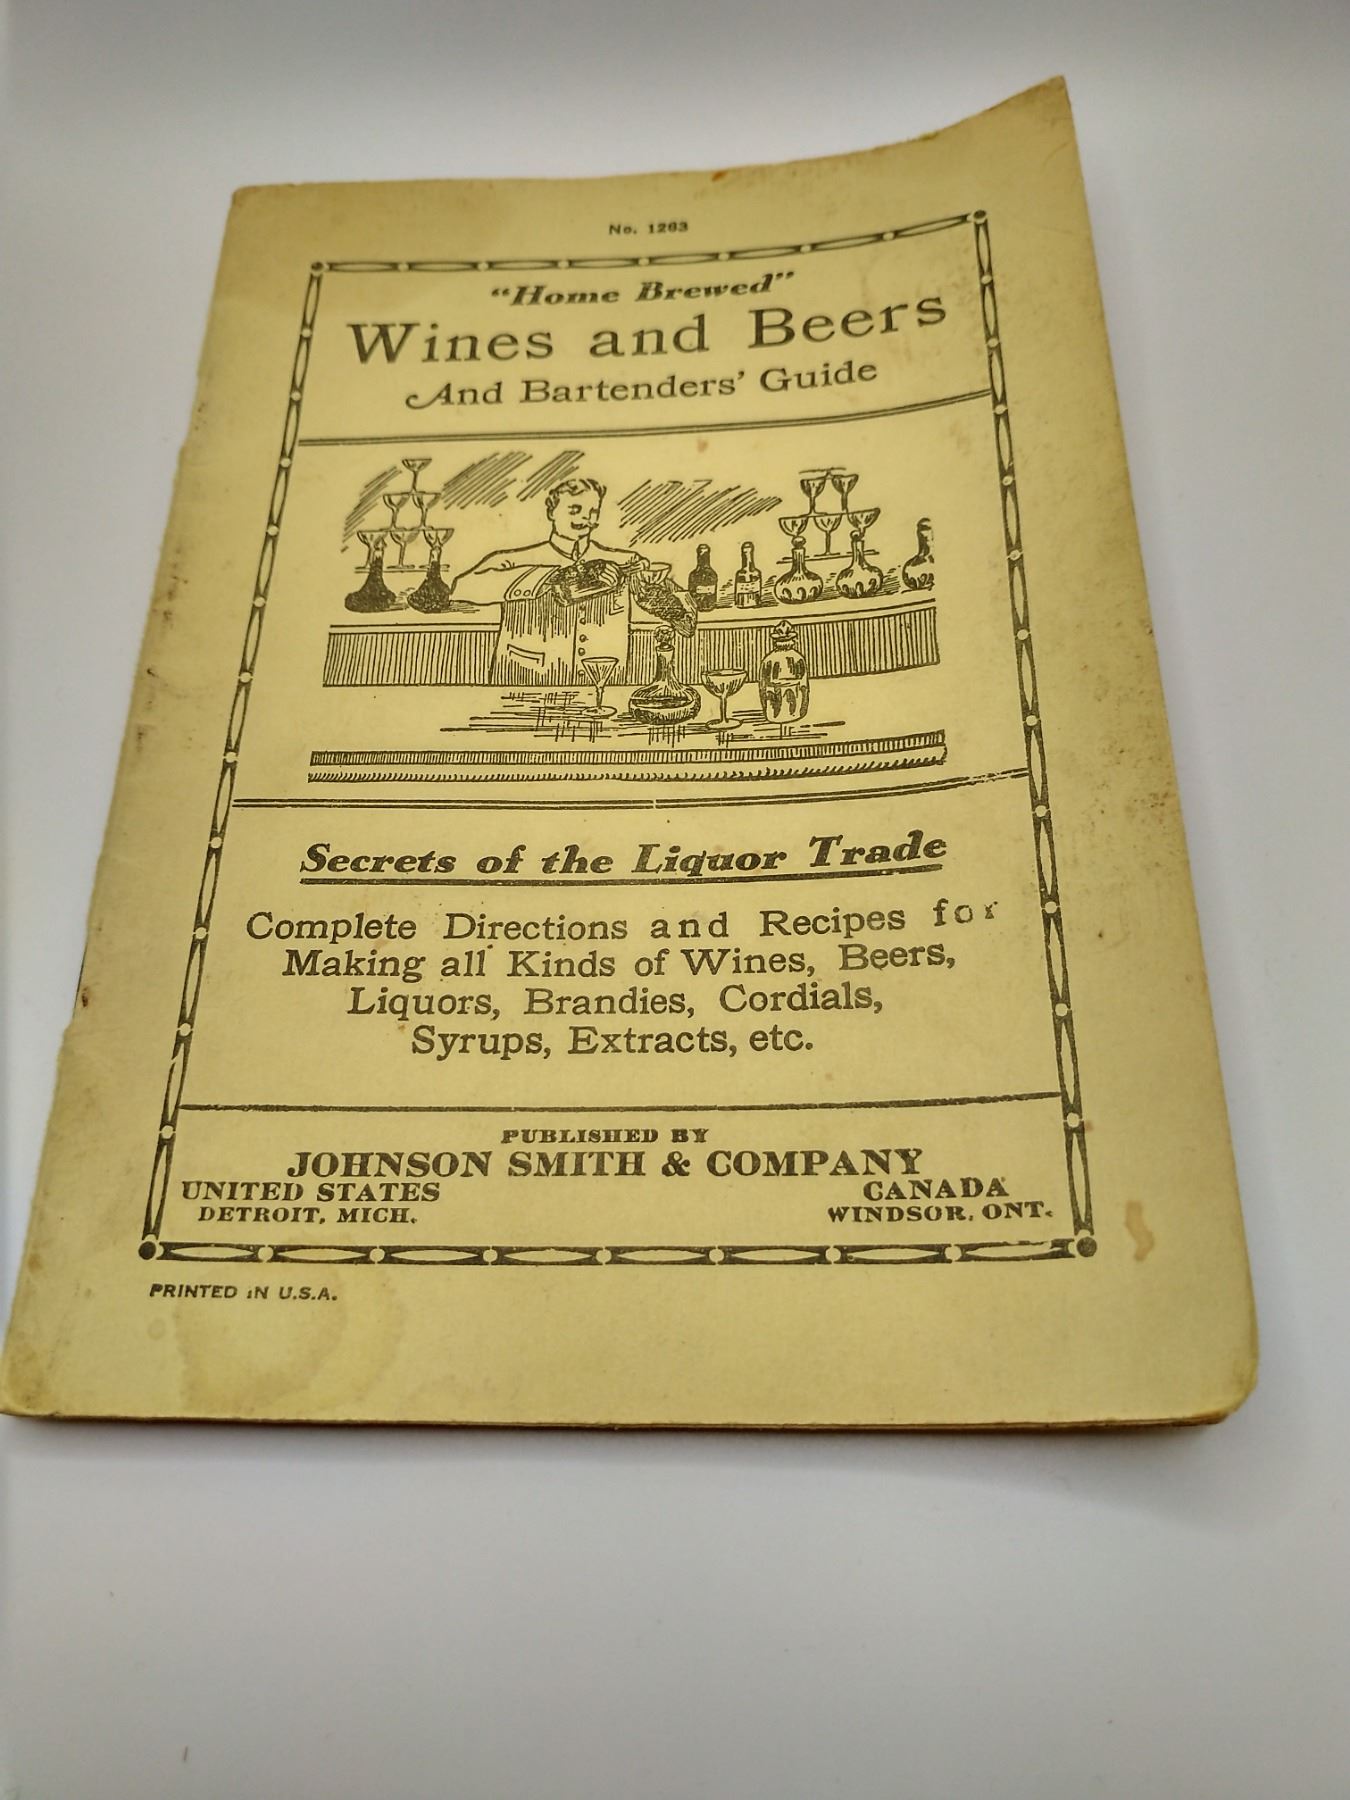 No. 1263
"Home Brewed"
Wines and Beers
And Bartenders' Guide
Secrets of the Liquor Trade
Complete Directions and Recipes for
Making all Kinds of Wines, Beers,
Liquors, Brandies, Cordials,
Syrups, Extracts, etc.
PUBLISHED BY
JOHNSON SMITH & COMPANY
UNITED STATES CANADA
DETROIT, MICH. WINDSOR, ONT.
PRINTED IN U.S.A.